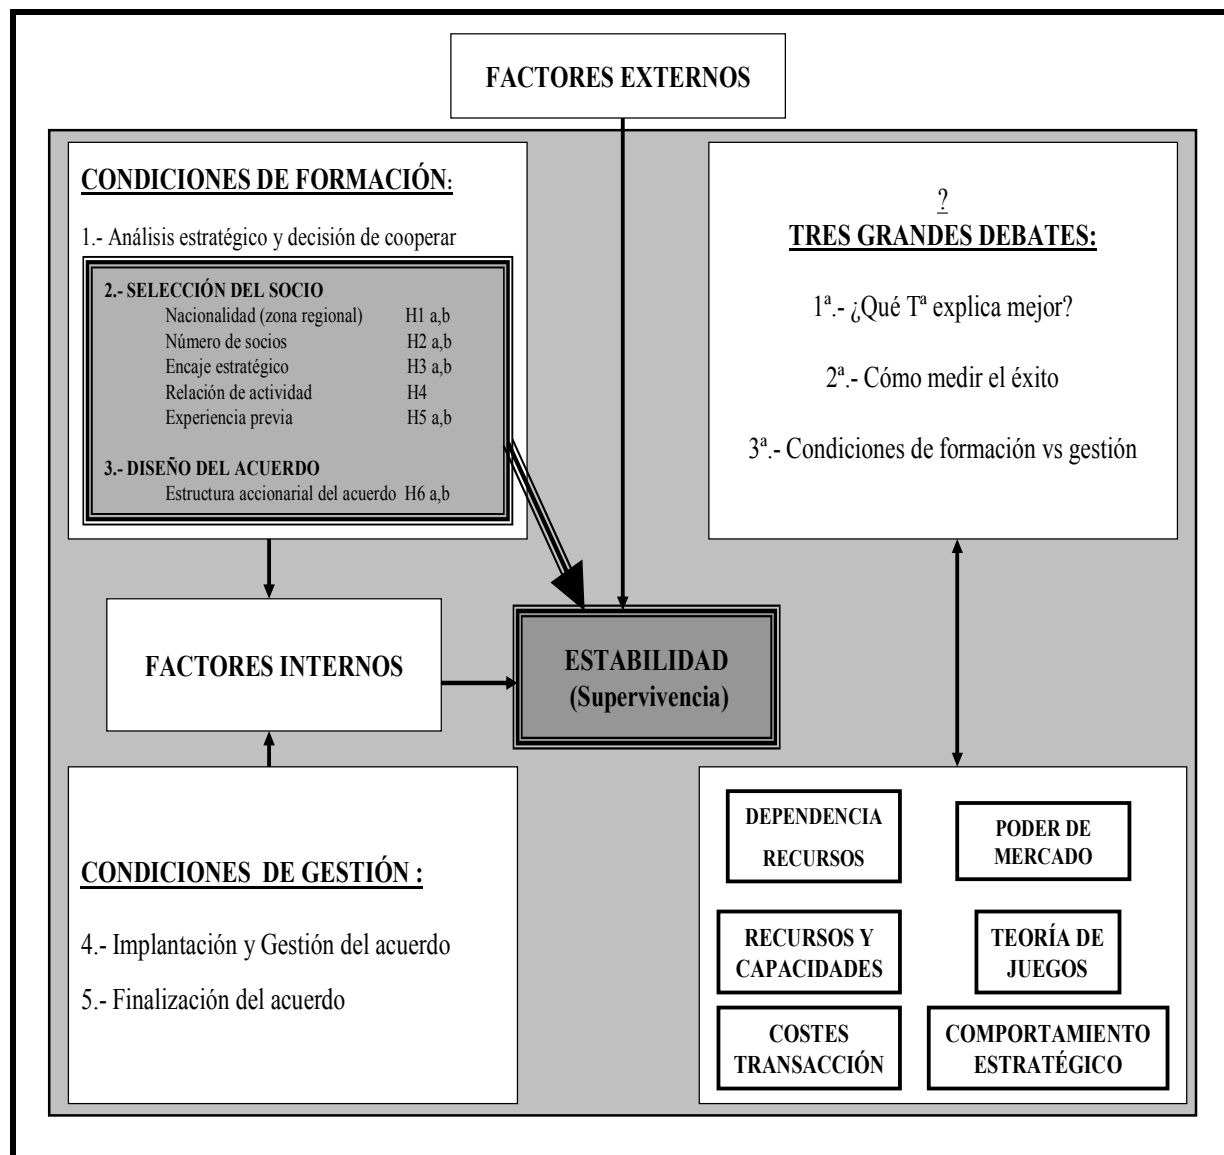 FACTORES EXTERNOS
CONDICIONES DE FORMACIÓN:
1.- Análisis estratégico y decisión de cooperar
2.- SELECCIÓN DEL SOCIO
Nacionalidad (zona regional) H1 a,b
Número de socios H2 a,b
Encaje estratégico H3 a,b
Relación de actividad H4
Experiencia previa H5 a,b
3.- DISEÑO DEL ACUERDO
Estructura accionarial del acuerdo H6 a,b
?
TRES GRANDES DEBATES:
1ª.- ¿Qué Tª explica mejor?
2ª.- Cómo medir el éxito
3ª.- Condiciones de formación vs gestión
FACTORES INTERNOS
ESTABILIDAD
(Supervivencia)
CONDICIONES DE GESTIÓN :
4.- Implantación y Gestión del acuerdo
5.- Finalización del acuerdo
DEPENDENCIA
RECURSOS
PODER DE
MERCADO
RECURSOS Y
CAPACIDADES
TEORÍA DE
JUEGOS
COSTES
TRANSACCIÓN
COMPORTAMIENTO
ESTRATÉGICO